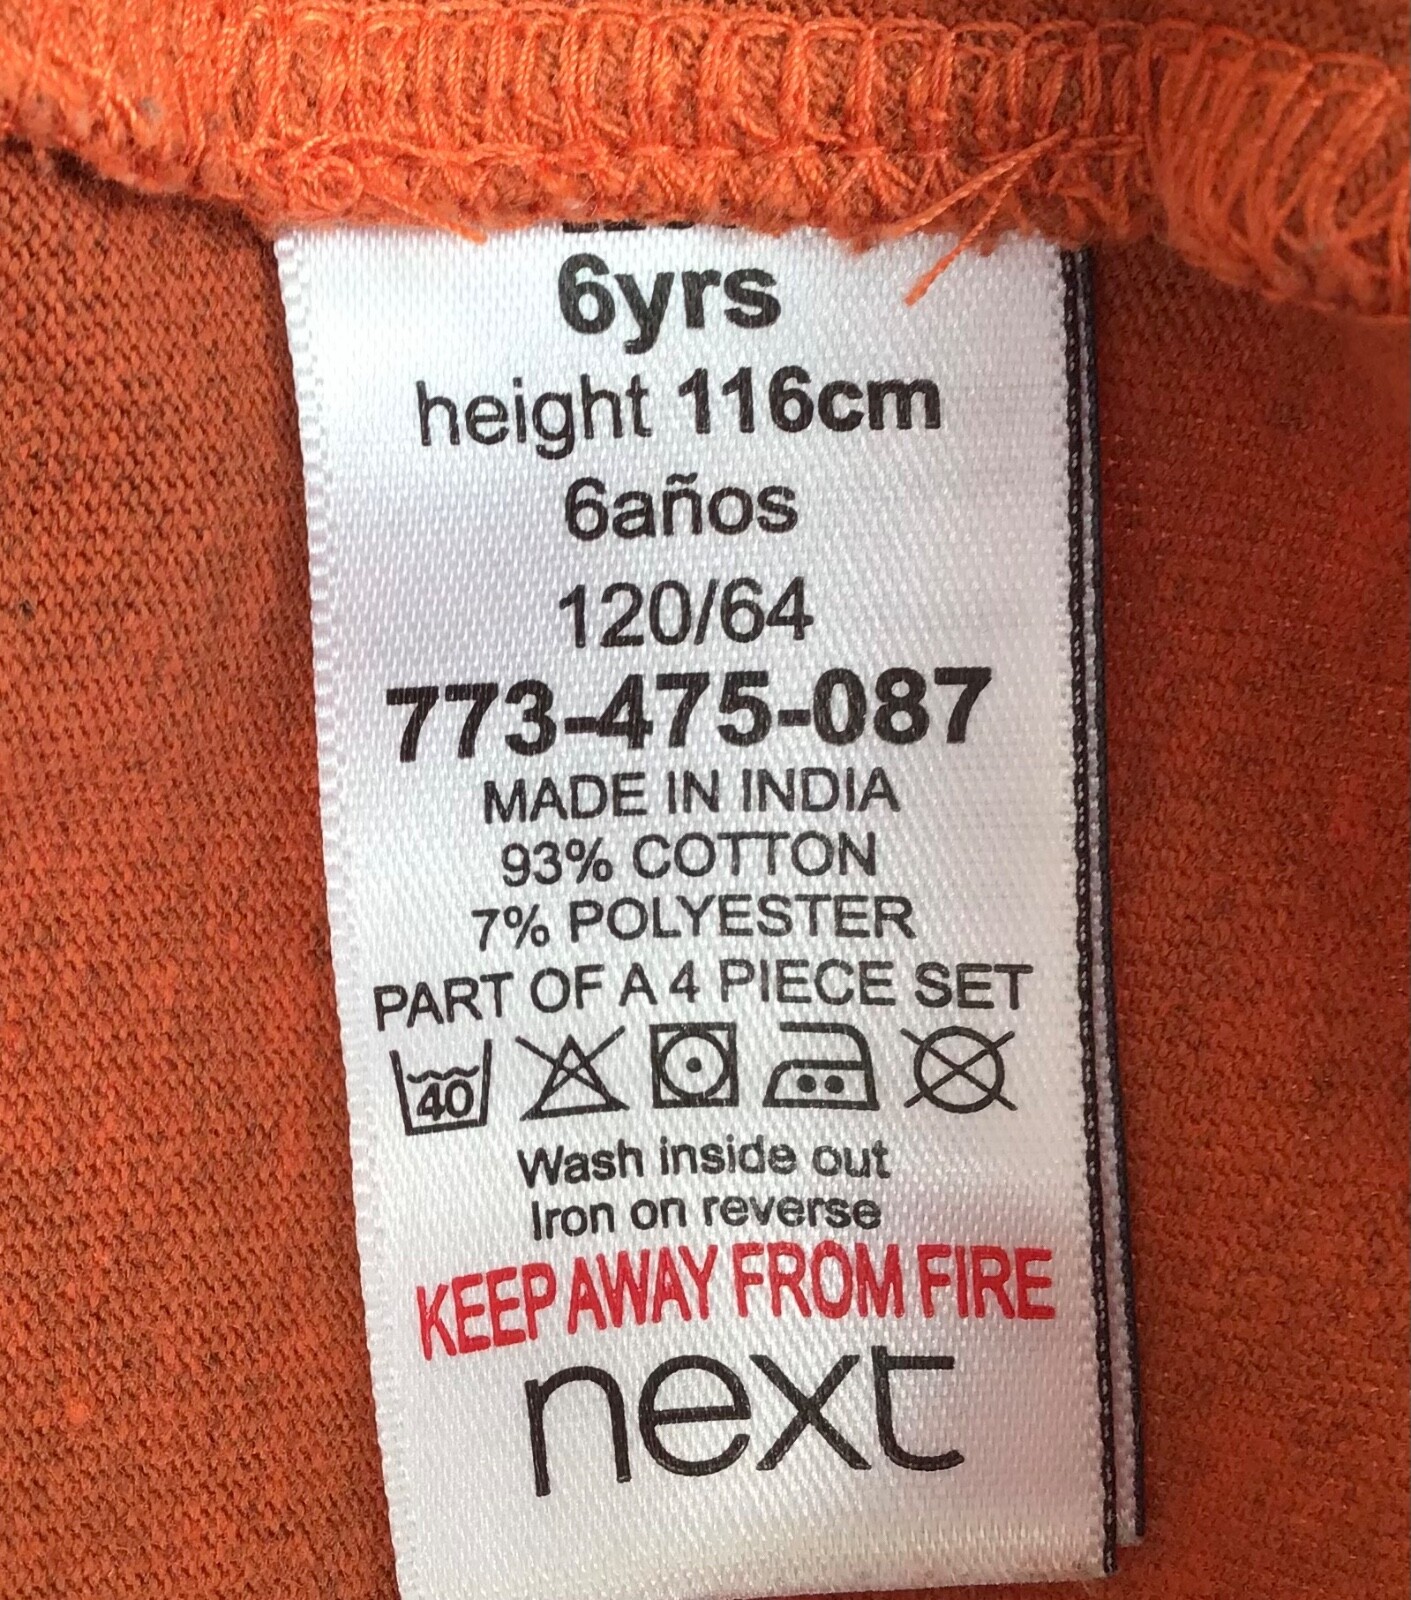 6yrs
height 116cm
6años
120/64
773-475-087
MADE IN INDIA
93% COTTON
7% POLYESTER
PART OF A 4 PIECE SET
40
Wash inside out
Iron on reverse
KEEP AWAY FROM FIRE
next